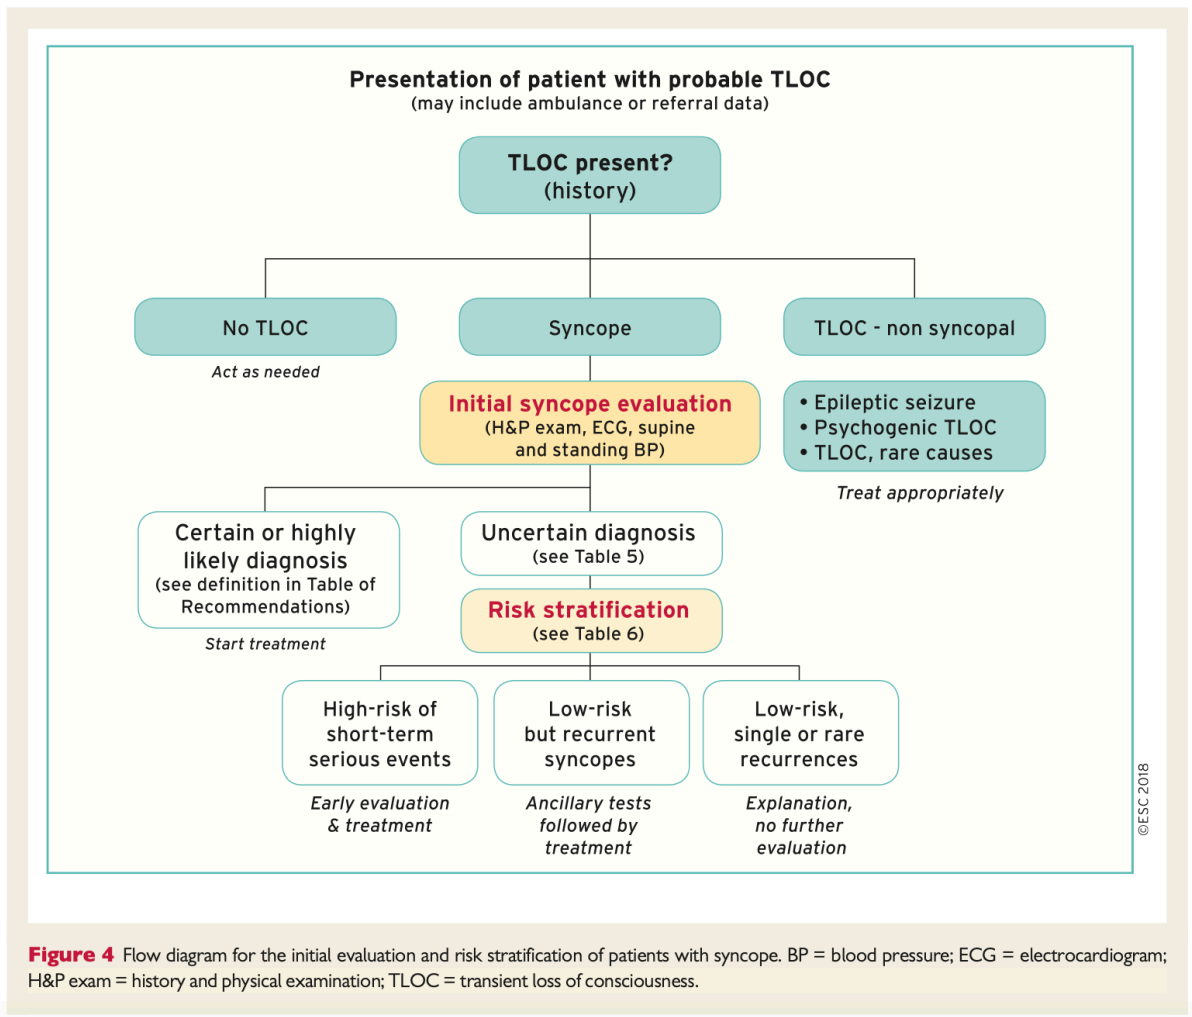 Presentation of patient with probable TLOC
(may include ambulance or referral data)
TLOC present?
(history)
No TLOC
Act as needed
Syncope
TLOC - non syncopal
Initial syncope evaluation
(H&P exam, ECG, supine
and standing BP)
• Epileptic seizure
• Psychogenic TLOC
• TLOC, rare causes
Treat appropriately
Certain or highly
likely diagnosis
(see definition in Table of
Recommendations)
Start treatment
Uncertain diagnosis
(see Table 5)
Risk stratification
(see Table 6)
High-risk of
short-term
serious events
Early evaluation
& treatment
Low-risk
but recurrent
syncopes
Ancillary tests
followed by
treatment
Low-risk,
single or rare
recurrences
Explanation,
no further
evaluation
©ESC 2018
Figure 4 Flow diagram for the initial evaluation and risk stratification of patients with syncope. BP = blood pressure; ECG = electrocardiogram;
H&P exam = history and physical examination; TLOC = transient loss of consciousness.